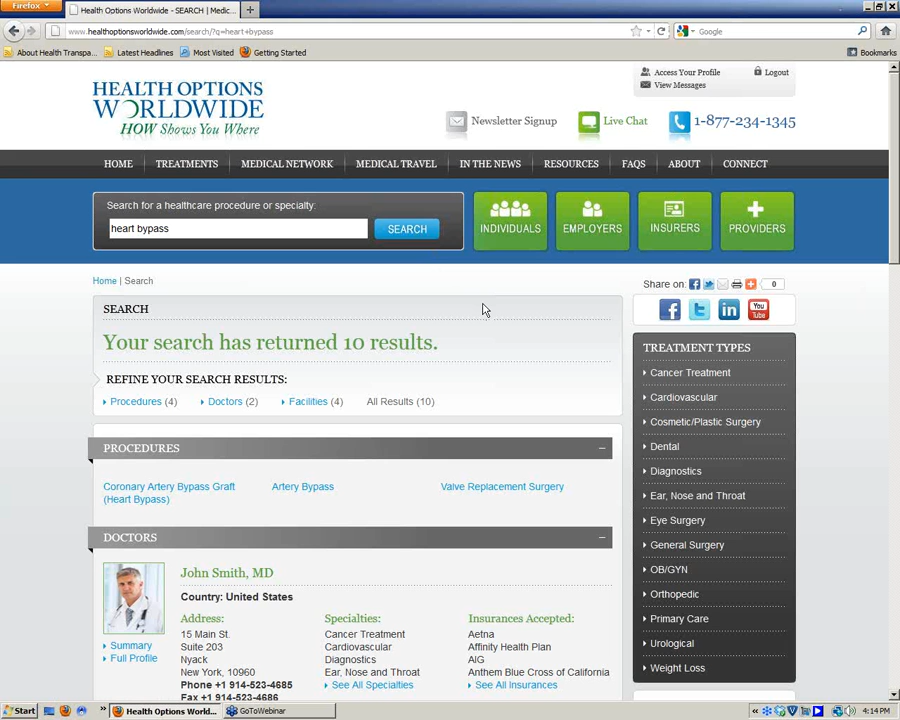 Firefox
Health Options Worldwide - SEARCH | Medic...
www.healthoptionsworldwide.com/search/?q=heart+bypass
Google
About Health Transpa...
Latest Headlines
Most Visited
Getting Started
Bookmarks
Access Your Profile
Logout
View Messages
HEALTH OPTIONS
WORLDWIDE
HOW Shows You Where
Newsletter Signup
Live Chat
1-877-234-1345
HOME
TREATMENTS
MEDICAL NETWORK
MEDICAL TRAVEL
IN THE NEWS
RESOURCES
FAQS
ABOUT
CONNECT
Search for a healthcare procedure or specialty:
heart bypass
SEARCH
INDIVIDUALS
EMPLOYERS
INSURERS
PROVIDERS
Home | Search
Share on:
0
SEARCH
Your search has returned 10 results.
REFINE YOUR SEARCH RESULTS:
Procedures (4)
Doctors (2)
Facilities (4)
All Results (10)
PROCEDURES
Coronary Artery Bypass Graft
(Heart Bypass)
Artery Bypass
Valve Replacement Surgery
DOCTORS
John Smith, MD
Country: United States
Summary
Full Profile
Address:
15 Main St.
Suite 203
Nyack
New York, 10960
Phone +1 914-523-4685
Fax +1 914-523-4686
Specialties:
Cancer Treatment
Cardiovascular
Diagnostics
Ear, Nose and Throat
See All Specialties
Insurances Accepted:
Aetna
Affinity Health Plan
AIG
Anthem Blue Cross of California
See All Insurances
You Tube
TREATMENT TYPES
Cancer Treatment
Cardiovascular
Cosmetic/Plastic Surgery
Dental
Diagnostics
Ear, Nose and Throat
Eye Surgery
General Surgery
OB/GYN
Orthopedic
Primary Care
Urological
Weight Loss
Start
Health Options Wor...
GoToWebinar
4:14 PM